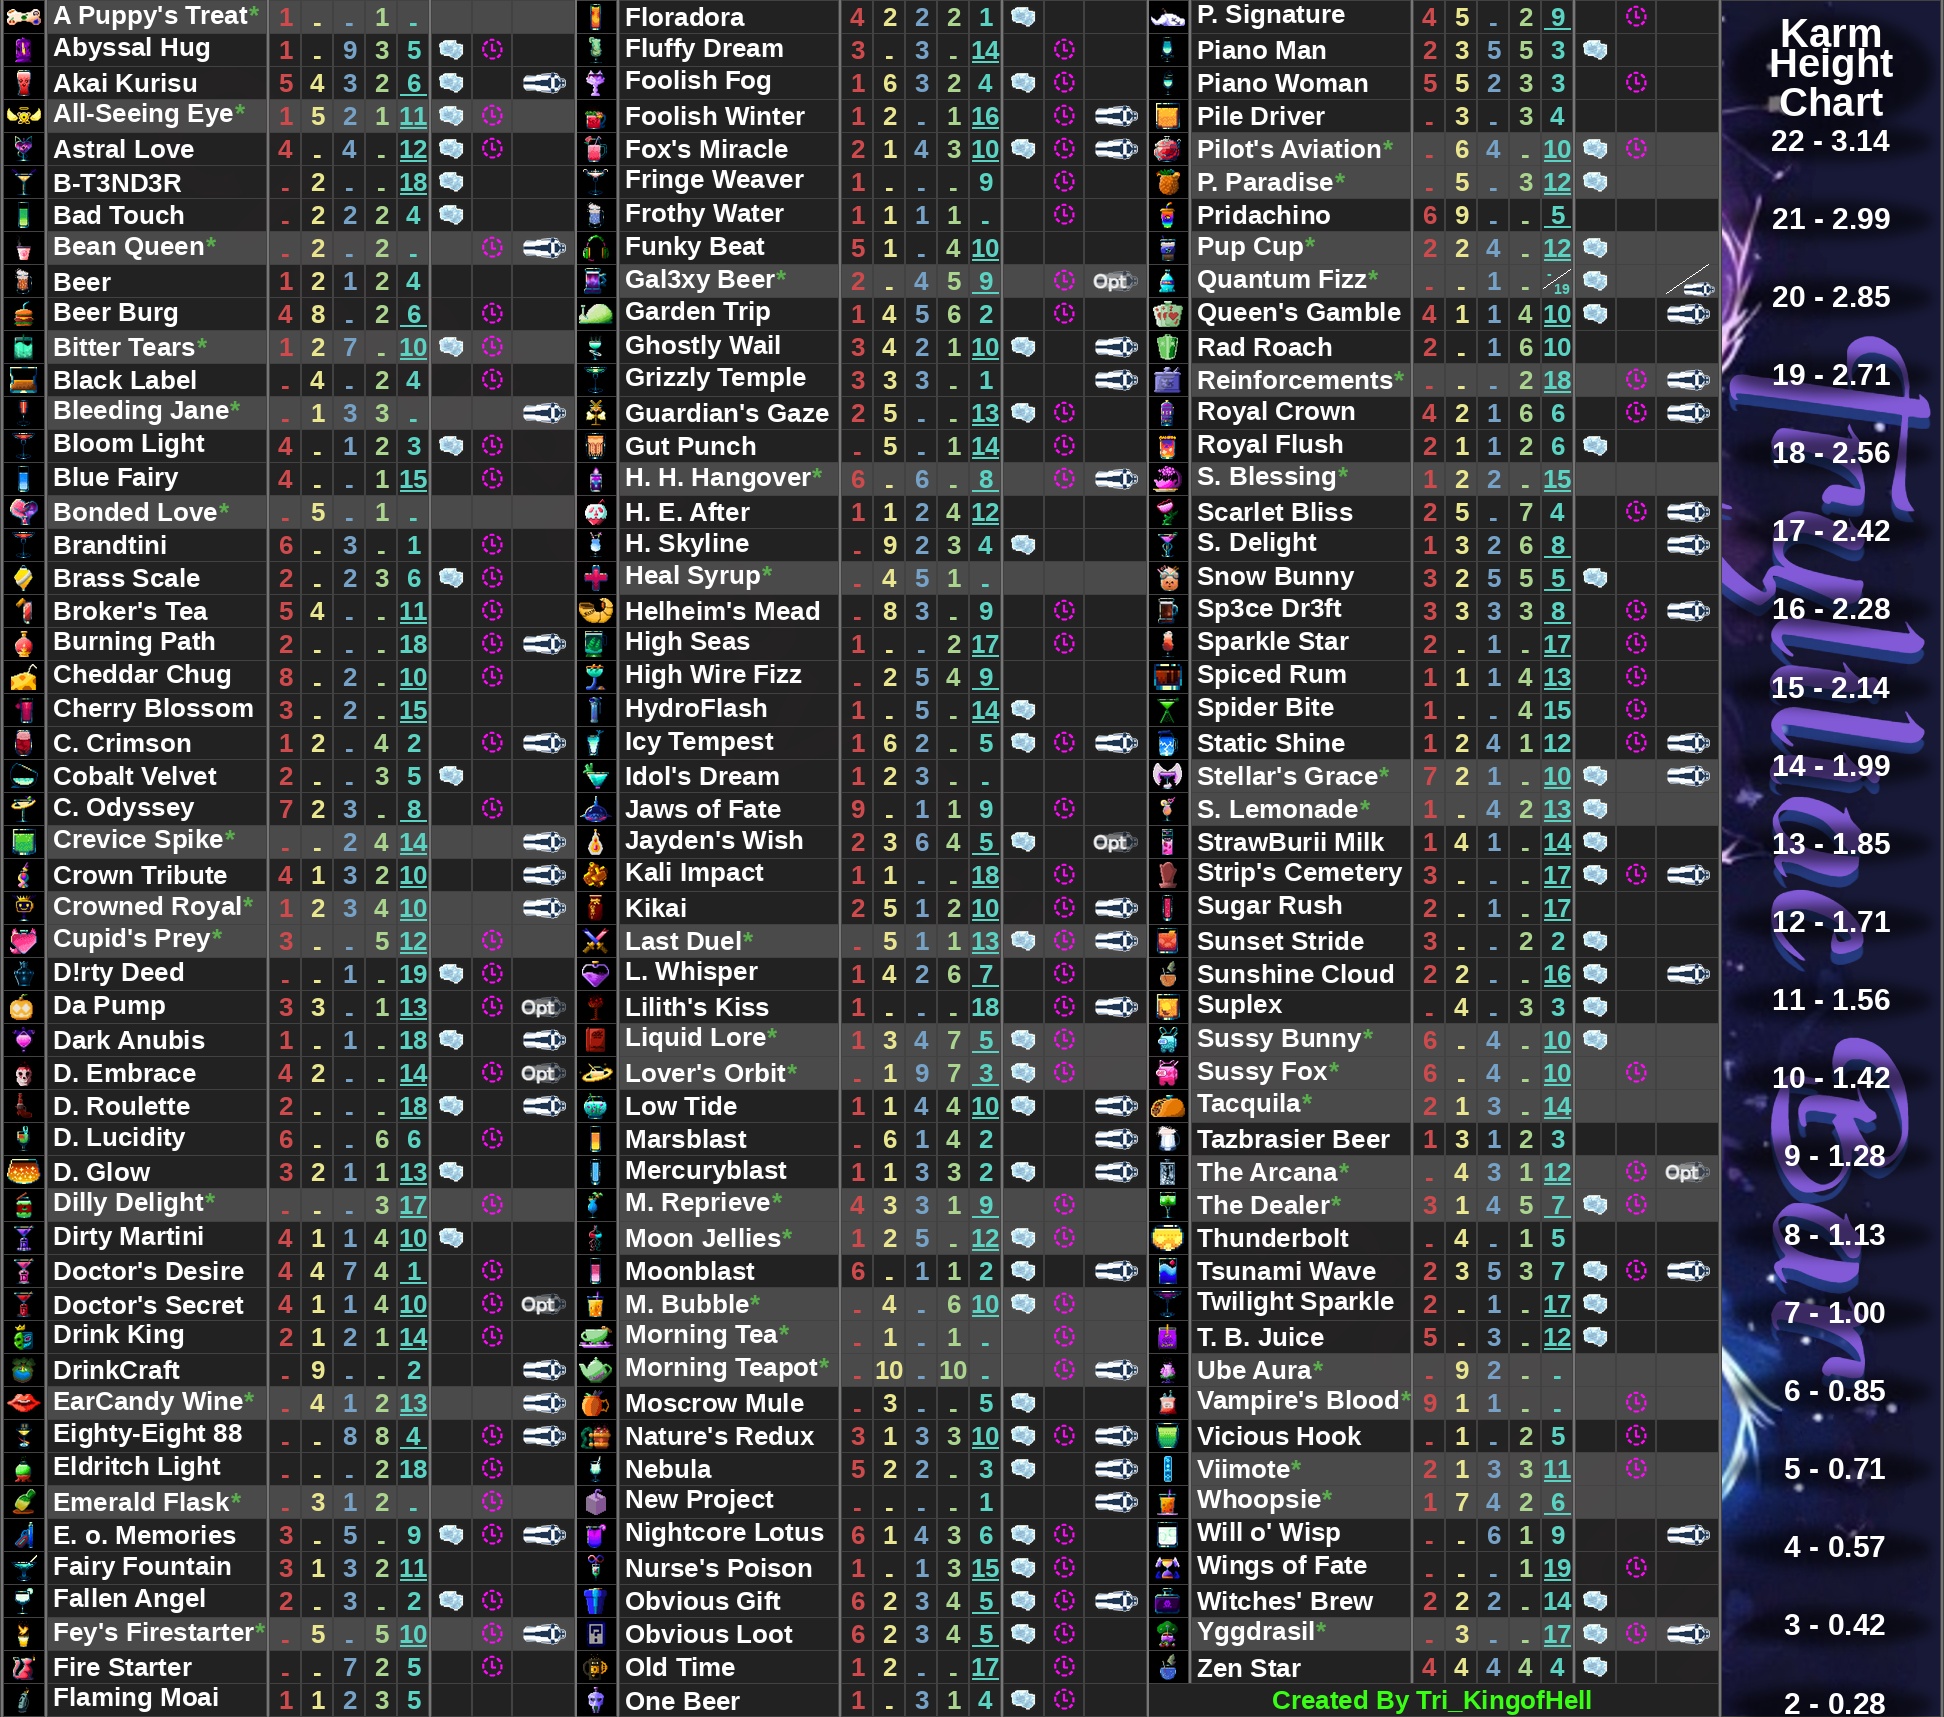 A Puppy's Treat* 1 - - 1 -
Abyssal Hug 1 - 9 3 5
Akai Kurisu 5 4 3 2 6
All-Seeing Eye* 1 5 2 1 11
Astral Love 4 - 4 - 12
B-T3ND3R - 2 - - 18
Bad Touch - 2 2 2 4
Bean Queen* - 2 - 2 -
Beer 1 2 1 2 4
Beer Burg 4 8 - 2 6
Bitter Tears* 1 2 7 - 10
Black Label - 4 - 2 4
Bleeding Jane* - 1 3 3 -
Bloom Light 4 - 1 2 3
Blue Fairy 4 - - 1 15
Bonded Love* - 5 - 1 -
Brandtini 6 - 3 - 1
Brass Scale 2 - 2 3 6
Broker's Tea 5 4 - - 11
Burning Path 2 - - - 18
Cheddar Chug 8 - 2 - 10
Cherry Blossom 3 - 2 - 15
C. Crimson 1 2 - 4 2
Cobalt Velvet 2 - - 3 5
C. Odyssey 7 2 3 - 8
Crevice Spike* - - 2 4 14
Crown Tribute 4 1 3 2 10
Crowned Royal* 1 2 3 4 10
Cupid's Prey* 3 - - 5 12
D!rty Deed - - 1 - 19
Da Pump 3 3 - 1 13 Opt
Dark Anubis 1 - 1 - 18
D. Embrace 4 2 - - 14 Opt
D. Roulette 2 - - - 18
D. Lucidity 6 - - 6 6
D. Glow 3 2 1 1 13
Dilly Delight* - - - 3 17
Dirty Martini 4 1 1 4 10
Doctor's Desire 4 4 7 4 1
Doctor's Secret 4 1 1 4 10 Opt
Drink King 2 1 2 1 14
DrinkCraft - 9 - - 2
EarCandy Wine* - 4 1 2 13
Eighty-Eight 88 - - 8 8 4
Eldritch Light - - - 2 18
Emerald Flask* - 3 1 2 -
E. o. Memories 3 - 5 - 9
Fairy Fountain 3 1 3 2 11
Fallen Angel 2 - 3 - 2
Fey's Firestarter* - 5 - 5 10
Fire Starter - - 7 2 5
Flaming Moai 1 1 2 3 5
Floradora 4 2 2 2 1
Fluffy Dream 3 - 3 - 14
Foolish Fog 1 6 3 2 4
Foolish Winter 1 2 - 1 16
Fox's Miracle 2 1 4 3 10
Fringe Weaver 1 - - - 9
Frothy Water 1 1 1 1 -
Funky Beat 5 1 - 4 10
Gal3xy Beer* 2 - 4 5 9 Opt
Garden Trip 1 4 5 6 2
Ghostly Wail 3 4 2 1 10
Grizzly Temple 3 3 3 - 1
Guardian's Gaze 2 5 - - 13
Gut Punch - 5 - 1 14
H. H. Hangover* 6 - 6 - 8
H. E. After 1 1 2 4 12
H. Skyline - 9 2 3 4
Heal Syrup* - 4 5 1 -
Helheim's Mead - 8 3 - 9
High Seas 1 - - 2 17
High Wire Fizz - 2 5 4 9
HydroFlash 1 - 5 - 14
Icy Tempest 1 6 2 - 5
Idol's Dream 1 2 3 - -
Jaws of Fate 9 - 1 1 9
Jayden's Wish 2 3 6 4 5 Opt
Kali Impact 1 1 - - 18
Kikai 2 5 1 2 10
Last Duel* - 5 1 1 13
L. Whisper 1 4 2 6 7
Lilith's Kiss 1 - - - 18
Liquid Lore* 1 3 4 7 5
Lover's Orbit* - 1 9 7 3
Low Tide 1 1 4 4 10
Marsblast - 6 1 4 2
Mercuryblast 1 1 3 3 2
M. Reprieve* 4 3 3 1 9
Moon Jellies* 1 2 5 - 12
Moonblast 6 - 1 1 2
M. Bubble* - 4 - 6 10
Morning Tea* - 1 - 1 -
Morning Teapot* - 10 - 10 -
Moscrow Mule - 3 - - 5
Nature's Redux 3 1 3 3 10
Nebula 5 2 2 - 3
New Project - - - - 1
Nightcore Lotus 6 1 4 3 6
Nurse's Poison 1 - 1 3 15
Obvious Gift 6 2 3 4 5
Obvious Loot 6 2 3 4 5
Old Time 1 2 - - 17
One Beer 1 - 3 1 4
P. Signature 4 5 - 2 9
Piano Man 2 3 5 5 3
Piano Woman 5 5 2 3 3
Pile Driver - 3 - 3 4
Pilot's Aviation* - 6 4 - 10
P. Paradise* - 5 - 3 12
Pridachino 6 9 - - 5
Pup Cup* 2 2 4 - 12
Quantum Fizz* - - 1 - -/19
Queen's Gamble 4 1 1 4 10
Rad Roach 2 - 1 6 10
Reinforcements* - - - 2 18
Royal Crown 4 2 1 6 6
Royal Flush 2 1 1 2 6
S. Blessing* 1 2 2 - 15
Scarlet Bliss 2 5 - 7 4
S. Delight 1 3 2 6 8
Snow Bunny 3 2 5 5 5
Sp3ce Dr3ft 3 3 3 3 8
Sparkle Star 2 - 1 - 17
Spiced Rum 1 1 1 4 13
Spider Bite 1 - - 4 15
Static Shine 1 2 4 1 12
Stellar's Grace* 7 2 1 - 10
S. Lemonade* 1 - 4 2 13
StrawBurii Milk 1 4 1 - 14
Strip's Cemetery 3 - - - 17
Sugar Rush 2 - 1 - 17
Sunset Stride 3 - - 2 2
Sunshine Cloud 2 2 - - 16
Suplex - 4 - 3 3
Sussy Bunny* 6 - 4 - 10
Sussy Fox* 6 - 4 - 10
Tacquila* 2 1 3 - 14
Tazbrasier Beer 1 3 1 2 3
The Arcana* - 4 3 1 12 Opt
The Dealer* 3 1 4 5 7
Thunderbolt - 4 - 1 5
Tsunami Wave 2 3 5 3 7
Twilight Sparkle 2 - 1 - 17
T. B. Juice 5 - 3 - 12
Ube Aura* - 9 2 - -
Vampire's Blood* 9 1 1 - -
Vicious Hook - 1 - 2 5
Viimote* 2 1 3 3 11
Whoopsie* 1 7 4 2 6
Will o' Wisp - - 6 1 9
Wings of Fate - - - 1 19
Witches' Brew 2 2 2 - 14
Yggdrasil* - 3 - - 17
Zen Star 4 4 4 4 4
Created By Tri_KingofHell
Karm
Height
Chart
22 - 3.14
21 - 2.99
20 - 2.85
19 - 2.71
18 - 2.56
17 - 2.42
16 - 2.28
15 - 2.14
14 - 1.99
13 - 1.85
12 - 1.71
11 - 1.56
10 - 1.42
9 - 1.28
8 - 1.13
7 - 1.00
6 - 0.85
5 - 0.71
4 - 0.57
3 - 0.42
2 - 0.28